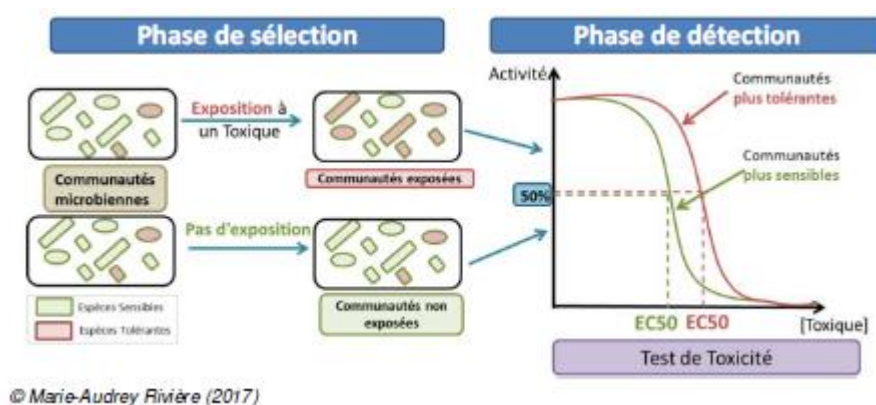 Phase de sélection
Phase de détection
Exposition à
un Toxique
Communautés
microbiennes
Communautés exposées
Pas d'exposition
Communautés non
exposées
Espèces Sensibles
Espèces Tolérantes
Activité
Communautés
plus tolérantes
Communautés
plus sensibles
50%
EC50 EC50
[Toxique]
Test de Toxicité
© Marie-Audrey Rivière (2017)